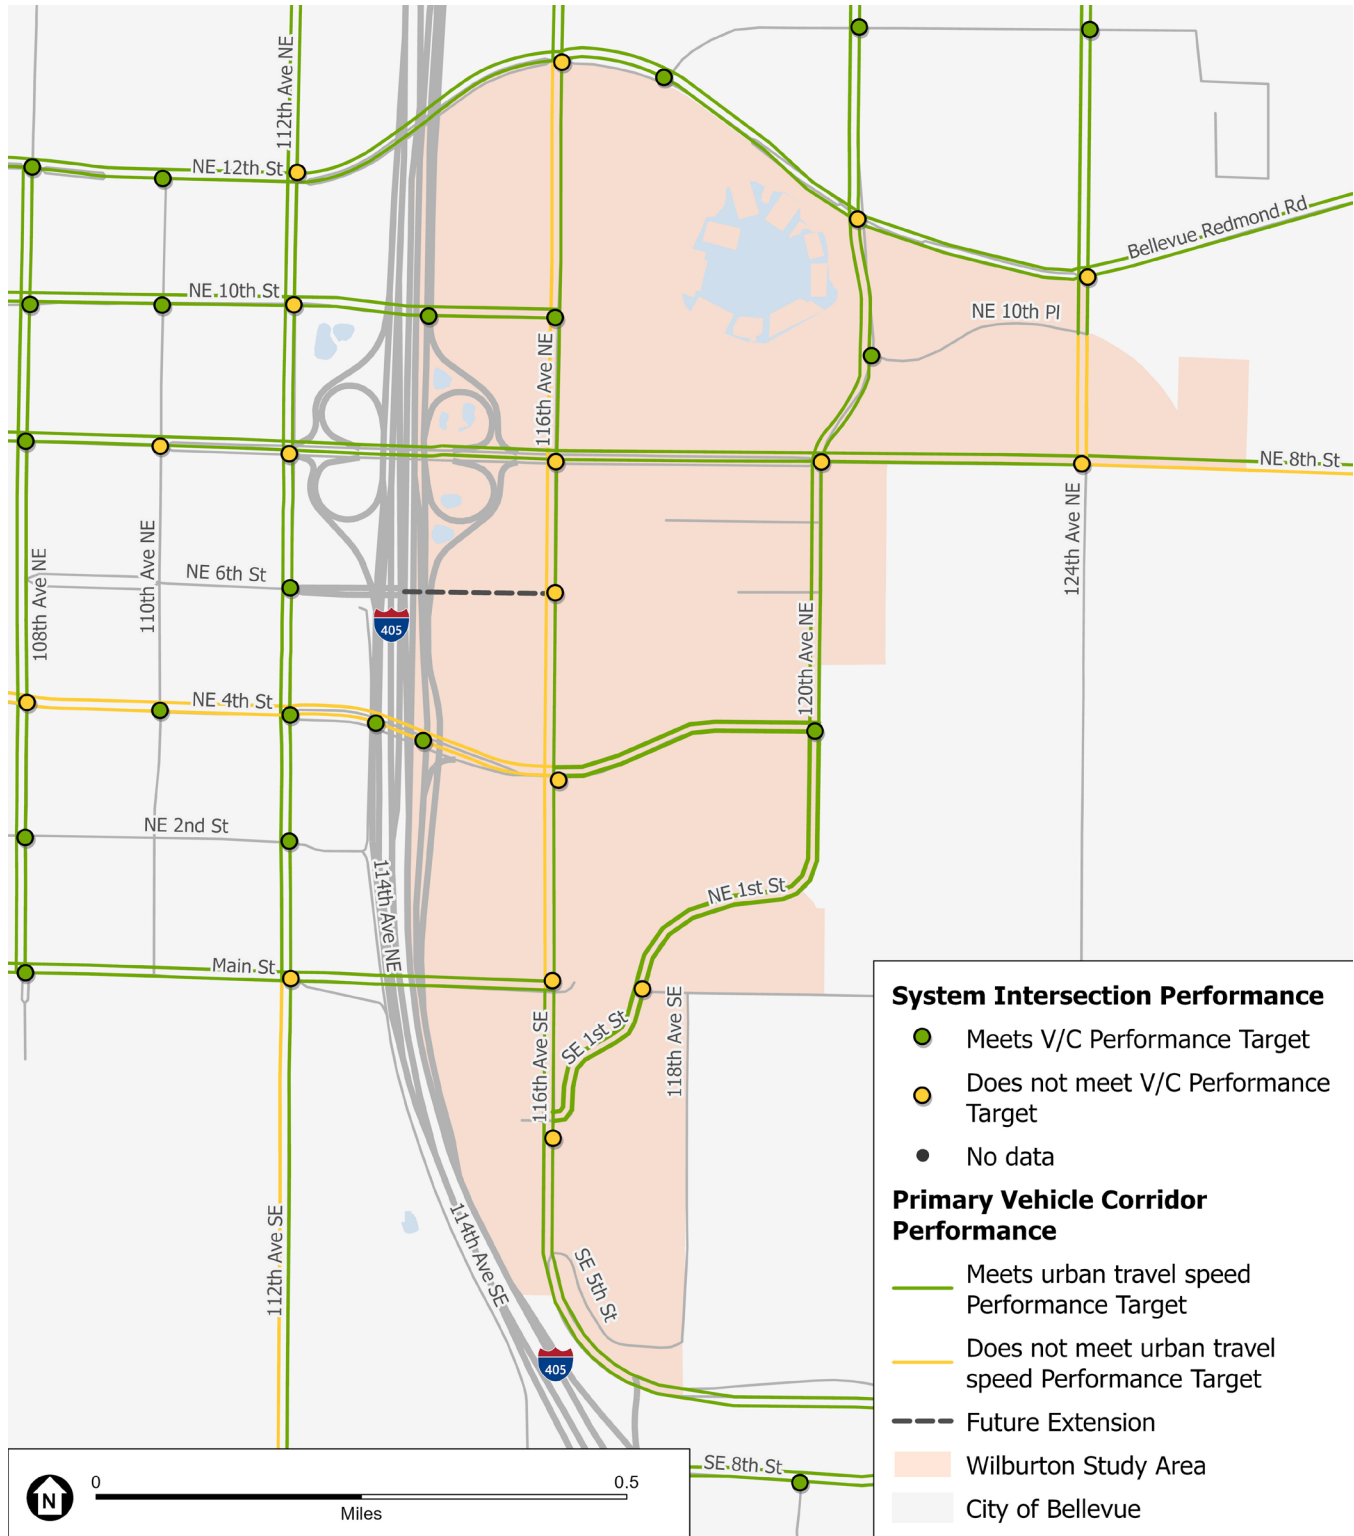 112th Ave NE
NE 12th St
Bellevue Redmond Rd
NE 10th St
NE 10th Pl
116th Ave NE
NE 8th St
124th Ave NE
108th Ave NE
110th Ave NE
NE 6th St
405
120th Ave NE
NE 4th St
NE 2nd St
114th Ave NE
NE 1st St
Main St
116th Ave SE
SE 1st St
118th Ave SE
112th Ave SE
114th Ave SE
SE 5th St
405
SE 8th St
System Intersection Performance
Meets V/C Performance Target
Does not meet V/C Performance
Target
No data
Primary Vehicle Corridor
Performance
Meets urban travel speed
Performance Target
Does not meet urban travel
speed Performance Target
Future Extension
Wilburton Study Area
City of Bellevue
N
0
0.5
Miles